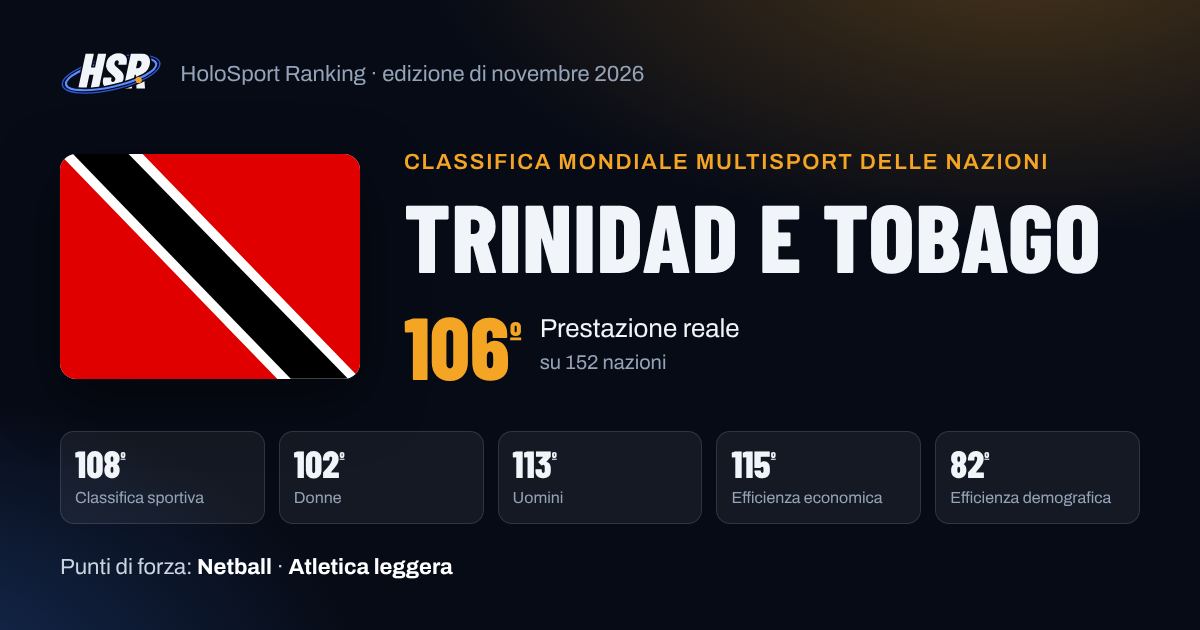 HSR
HoloSport Ranking · edizione di novembre 2026
CLASSIFICA MONDIALE MULTISPORT DELLE NAZIONI
TRINIDAD E TOBAGO
106º
Prestazione reale
su 152 nazioni
108º
Classifica sportiva
102º
Donne
113º
Uomini
115º
Efficienza economica
82º
Efficienza demografica
Punti di forza: Netball · Atletica leggera